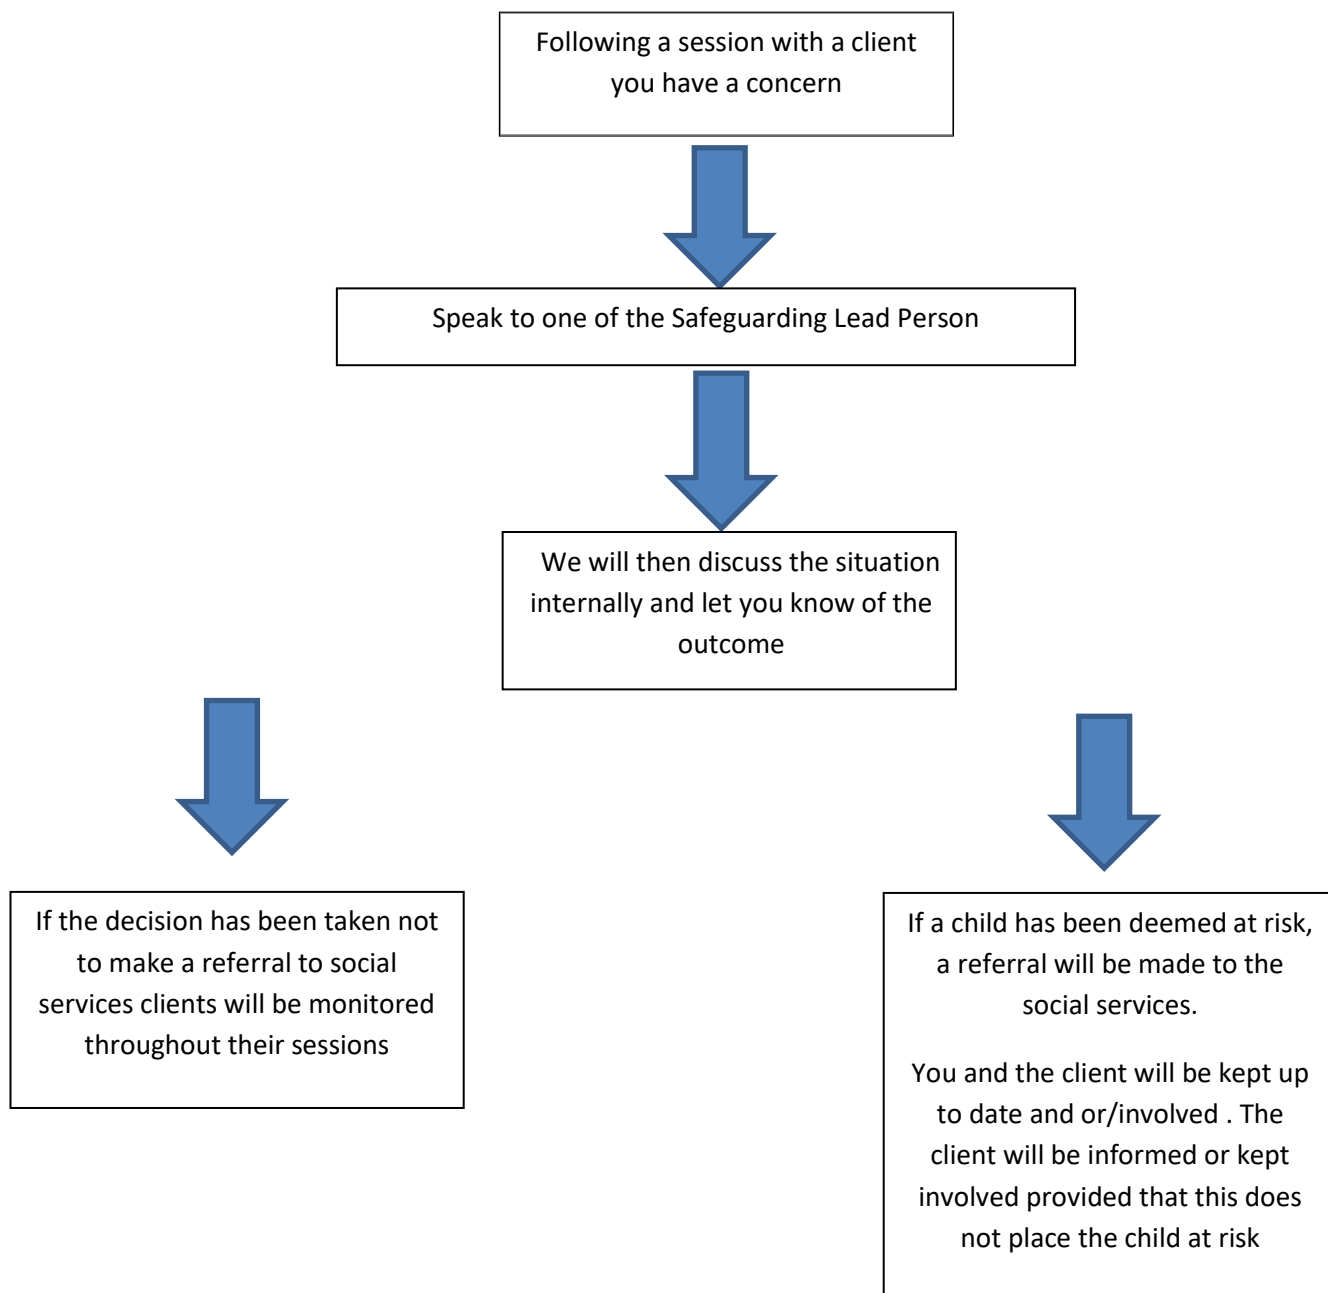 Following a session with a client
you have a concern
Speak to one of the Safeguarding Lead Person
We will then discuss the situation
internally and let you know of the
outcome
If the decision has been taken not
to make a referral to social
services clients will be monitored
throughout their sessions
If a child has been deemed at risk,
a referral will be made to the
social services.
You and the client will be kept up
to date and or/involved . The
client will be informed or kept
involved provided that this does
not place the child at risk